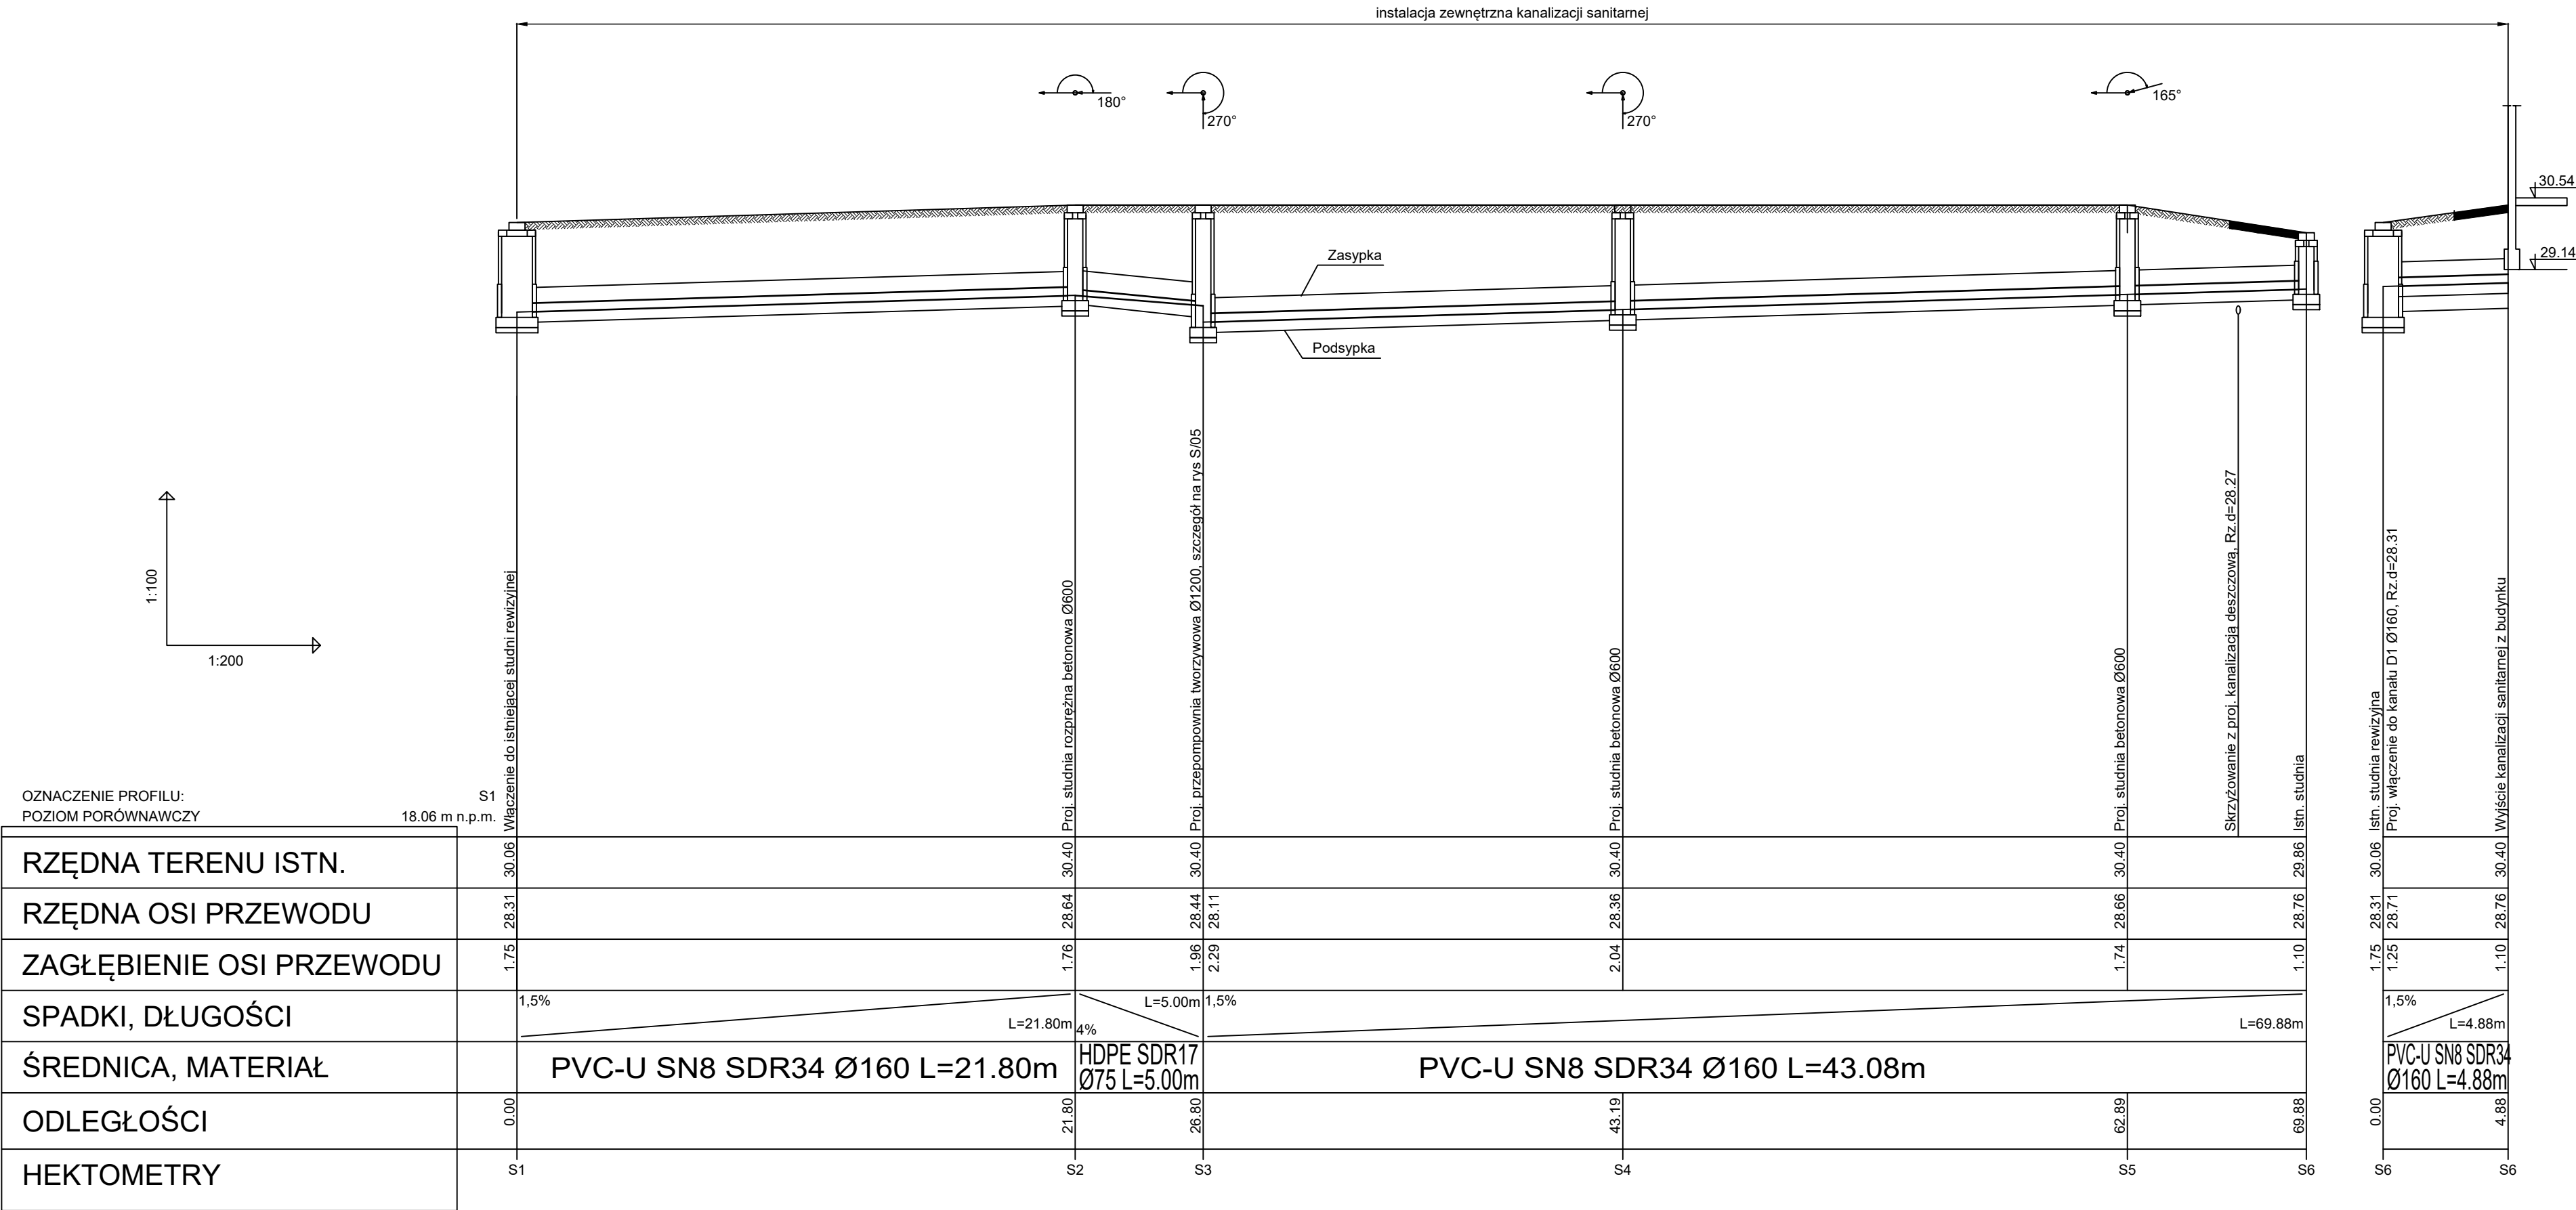 instalacja zewnętrzna kanalizacji sanitarnej
180°
270°
270°
165°
30.54
29.14
Zasypka
Podsypka
1:100
1:200
Włączenie do istniejącej studni rewizyjnej
Proj. studnia rozprężna betonowa Ø600
Proj. przepompownia tworzywowa Ø1200, szczegół na rys S/05
Proj. studnia betonowa Ø600
Proj. studnia betonowa Ø600
Skrzyżowanie z proj. kanalizacją deszczową, Rz.d=28.27
Istn. studnia
Istn. studnia rewizyjna
Proj. włączenie do kanału D1 Ø160, Rz.d=28.31
Wyjście kanalizacji sanitarnej z budynku
OZNACZENIE PROFILU: S1
POZIOM PORÓWNAWCZY 18.06 m n.p.m.
RZĘDNA TERENU ISTN. 30.06 30.40 30.40 30.40 30.40 29.86 30.06 30.40
RZĘDNA OSI PRZEWODU 28.31 28.64 28.44 28.11 28.36 28.66 28.76 28.31 28.71 28.76
ZAGŁĘBIENIE OSI PRZEWODU 1.75 1.76 1.96 2.29 2.04 1.74 1.10 1.75 1.25 1.10
SPADKI, DŁUGOŚCI 1,5% L=21.80m 4% L=5.00m 1,5% L=69.88m 1,5% L=4.88m
ŚREDNICA, MATERIAŁ PVC-U SN8 SDR34 Ø160 L=21.80m
HDPE SDR17
Ø75 L=5.00m
PVC-U SN8 SDR34 Ø160 L=43.08m
PVC-U SN8 SDR34
Ø160 L=4.88m
ODLEGŁOŚCI 0.00 21.80 26.80 43.19 62.89 69.88 0.00 4.88
HEKTOMETRY S1 S2 S3 S4 S5 S6 S6 S6